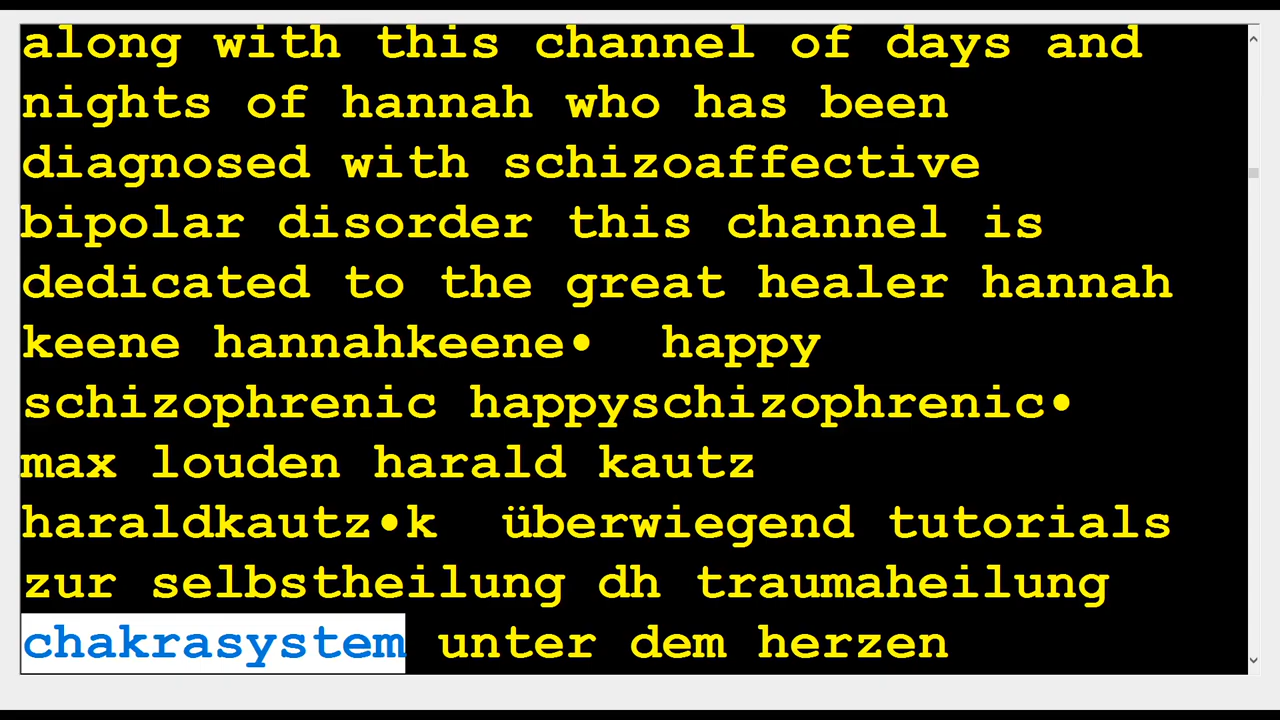 along with this channel of days and
nights of hannah who has been
diagnosed with schizoaffective
bipolar disorder this channel is
dedicated to the great healer hannah
keene hannahkeene•  happy
schizophrenic happyschizophrenic•
max louden harald kautz
haraldkautz•k  überwiegend tutorials
zur selbstheilung dh traumaheilung
chakrasystem unter dem herzen